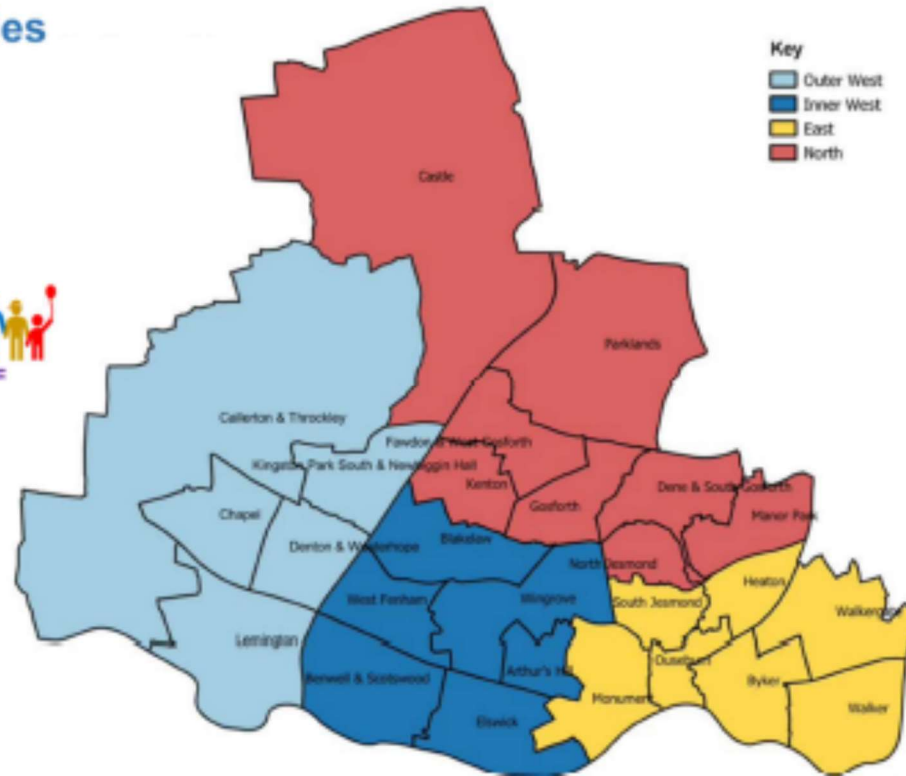 es
Key
Outer West
Inner West
East
North
Castle
Parklands
Callerton & Throckley
Fawdon & West Gosforth
Kingston Park South & Newbiggin Hall
Kenton
Dene & South Gosforth
Chapel
Gosforth
Manor Park
Denton & Westerhope
Blakelaw
North Jesmond
Heaton
West Fenham
Wingrove
South Jesmond
Walkergate
Lemington
Ouseburn
Arthur's Hill
Benwell & Scotswood
Byker
Monument
Walker
Elswick